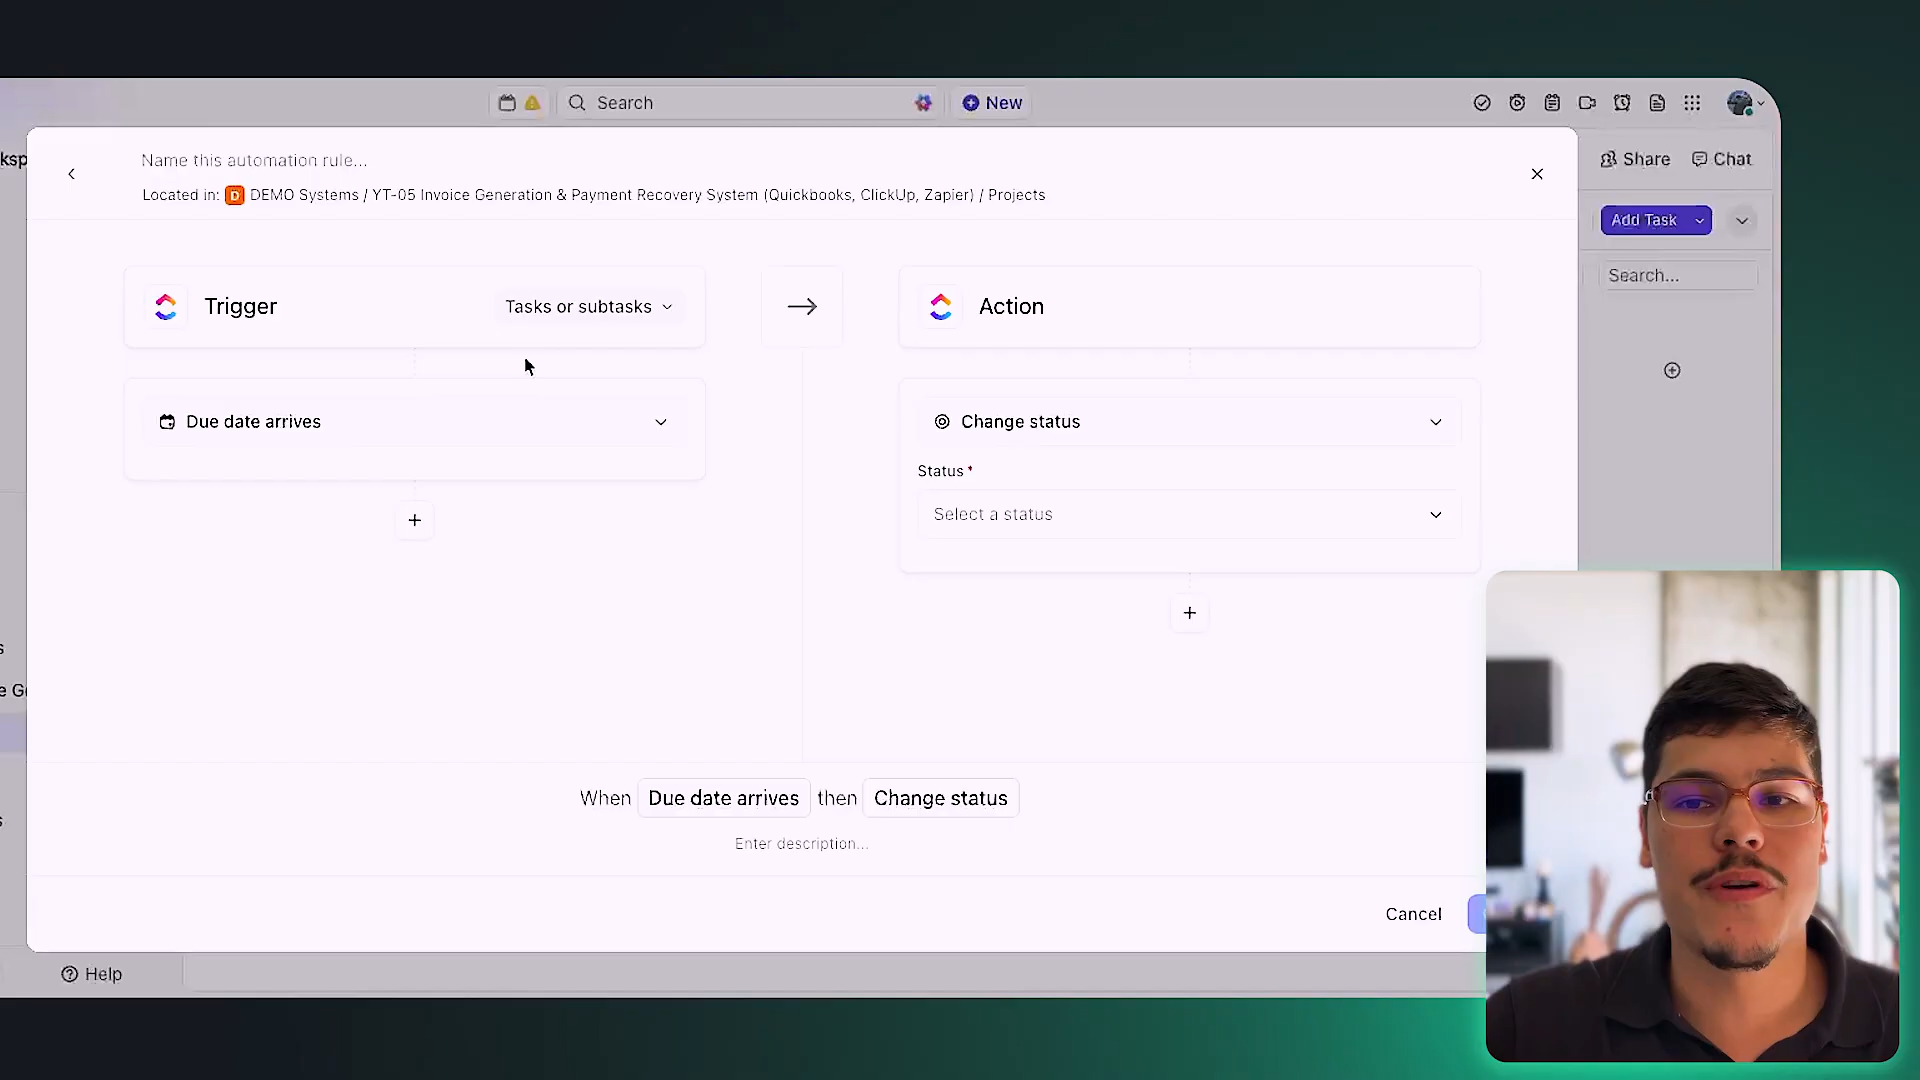 Search
New
ksp
Name this automation rule...
Located in: D DEMO Systems / YT-05 Invoice Generation & Payment Recovery System (Quickbooks, ClickUp, Zapier) / Projects
Share
Chat
Add Task
Search...
Trigger
Tasks or subtasks
Action
Due date arrives
Change status
Status *
Select a status
s
e G
When Due date arrives then Change status
Enter description...
s
Cancel
Help